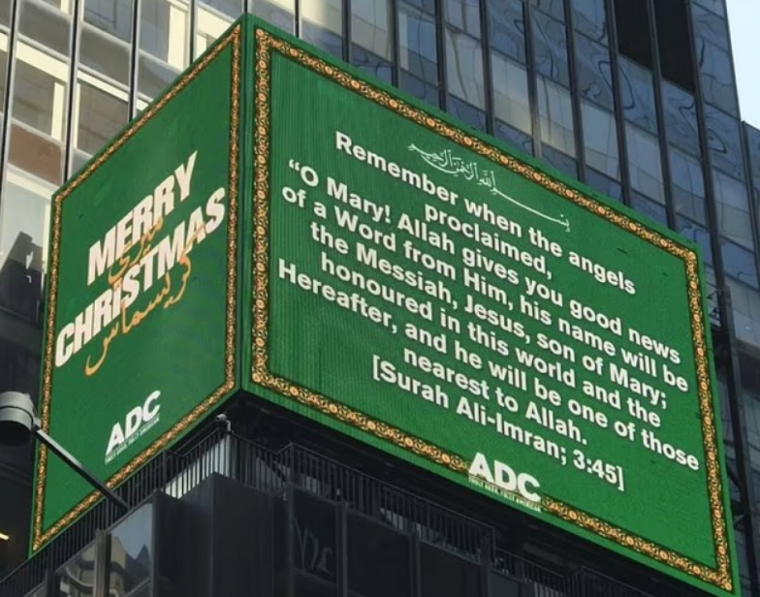 MERRY
ميري
CHRISTMAS
كريسماس
ADC
بسم الله الرحمن الرحيم
Remember when the angels
proclaimed,
“O Mary! Allah gives you good news
of a Word from Him, his name will be
the Messiah, Jesus, son of Mary;
honoured in this world and the
Hereafter, and he will be one of those
nearest to Allah.
[Surah Ali-Imran; 3:45]
ADC